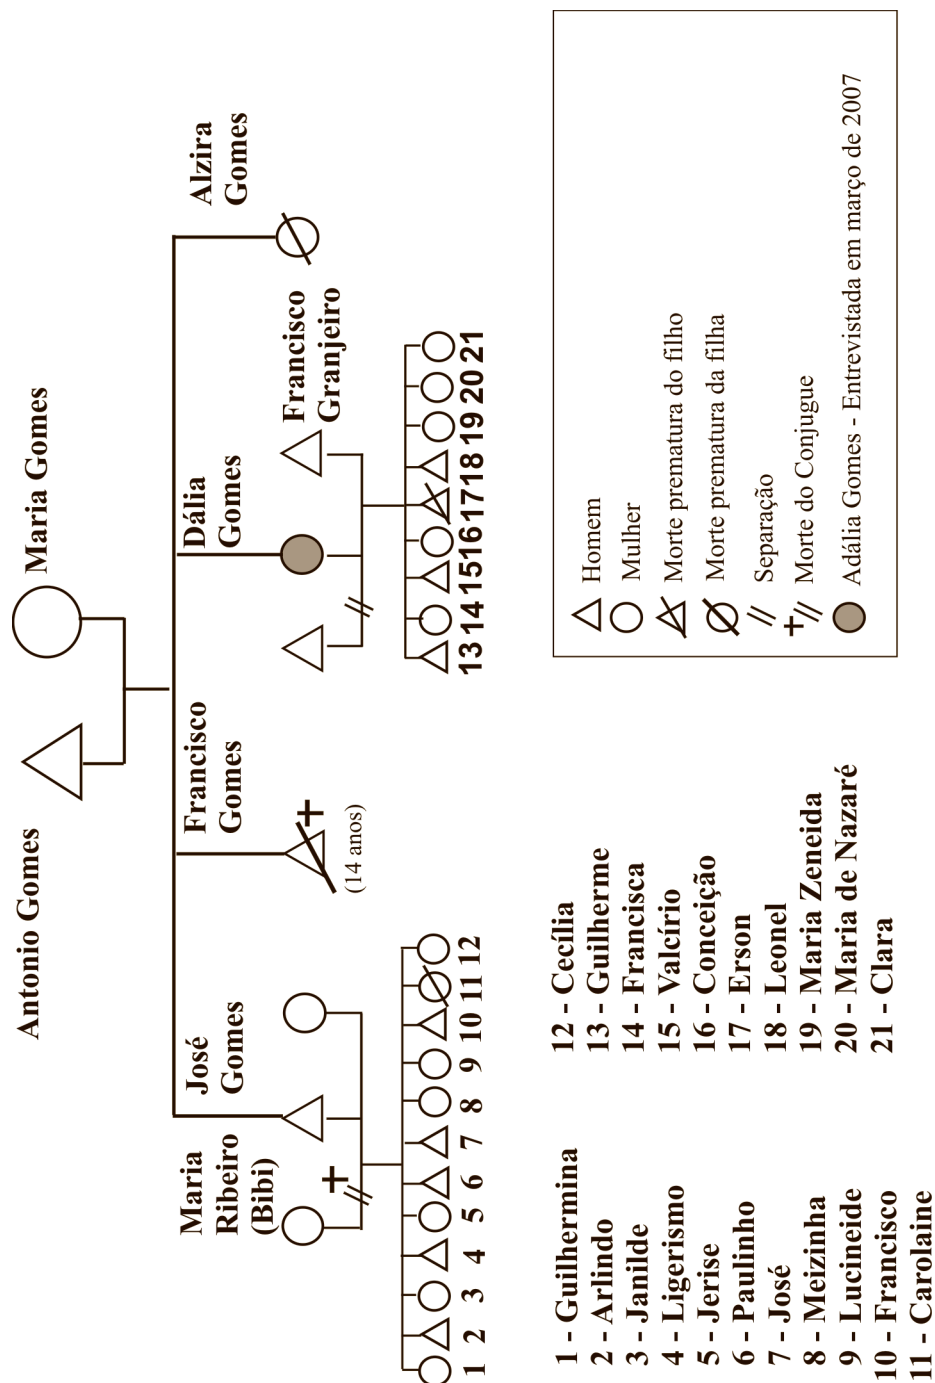 Antonio Gomes
Maria Gomes
José
Gomes
Francisco
Gomes
Dália
Gomes
Alzira
Gomes
Maria
Ribeiro
(Bibi)
(14 anos)
Francisco
Granjeiro
1 2 3 4 5 6 7 8 9 10 11 12
13 14 15 16 17 18 19 20 21
1 - Guilhermina
2 - Arlindo
3 - Janilde
4 - Ligerismo
5 - Jerise
6 - Paulinho
7 - José
8 - Meizinha
9 - Lucineide
10 - Francisco
11 - Carolaine
12 - Cecília
13 - Guilherme
14 - Francisca
15 - Valcírio
16 - Conceição
17 - Erson
18 - Leonel
19 - Maria Zeneida
20 - Maria de Nazaré
21 - Clara
Homem
Mulher
Morte prematura do filho
Morte prematura da filha
Separação
Morte do Conjugue
Adália Gomes - Entrevistada em março de 2007